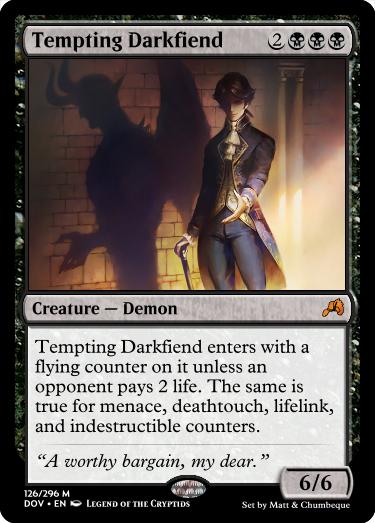 Tempting Darkfiend 2
Creature — Demon
Tempting Darkfiend enters with a
flying counter on it unless an
opponent pays 2 life. The same is
true for menace, deathtouch, lifelink,
and indestructible counters.
“A worthy bargain, my dear.”
6/6
126/296 M
DOV • EN Legend of the Cryptids
Set by Matt & Chumbeque